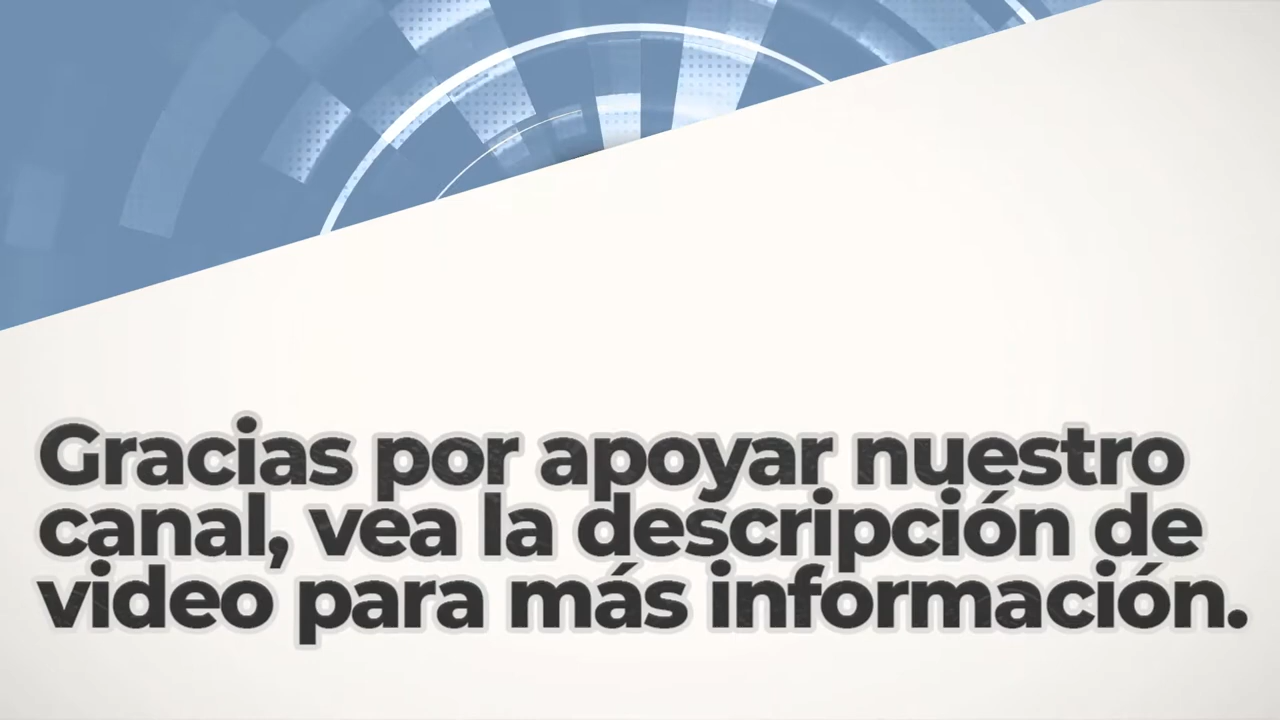 Gracias por apoyar nuestro
canal, vea la descripción de
video para más información.